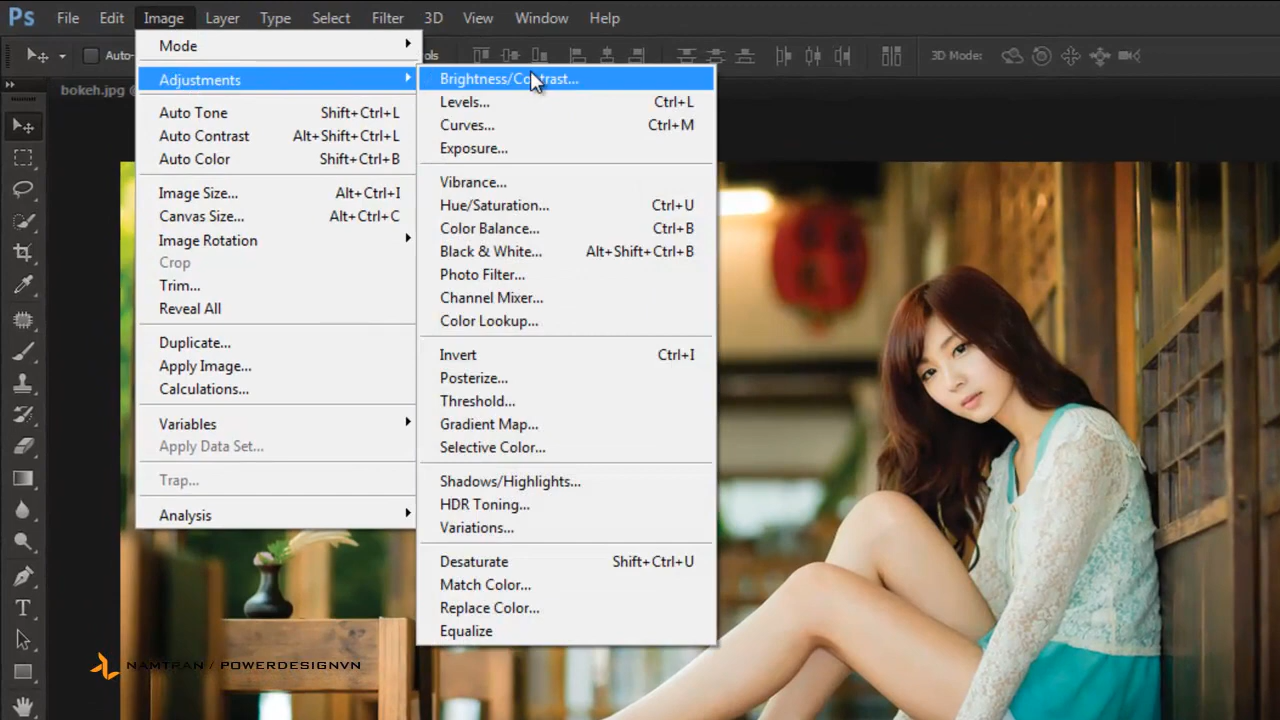 Ps File Edit Image Layer Type Select Filter 3D View Window Help
Auto- 3D Mode:
bokeh.jpg @
Mode
Adjustments
Auto Tone Shift+Ctrl+L
Auto Contrast Alt+Shift+Ctrl+L
Auto Color Shift+Ctrl+B
Image Size... Alt+Ctrl+I
Canvas Size... Alt+Ctrl+C
Image Rotation
Crop
Trim...
Reveal All
Duplicate...
Apply Image...
Calculations...
Variables
Apply Data Set...
Trap...
Analysis
Brightness/Contrast...
Levels... Ctrl+L
Curves... Ctrl+M
Exposure...
Vibrance...
Hue/Saturation... Ctrl+U
Color Balance... Ctrl+B
Black & White... Alt+Shift+Ctrl+B
Photo Filter...
Channel Mixer...
Color Lookup...
Invert Ctrl+I
Posterize...
Threshold...
Gradient Map...
Selective Color...
Shadows/Highlights...
HDR Toning...
Variations...
Desaturate Shift+Ctrl+U
Match Color...
Replace Color...
Equalize
NAMTRAN / POWERDESIGNVN